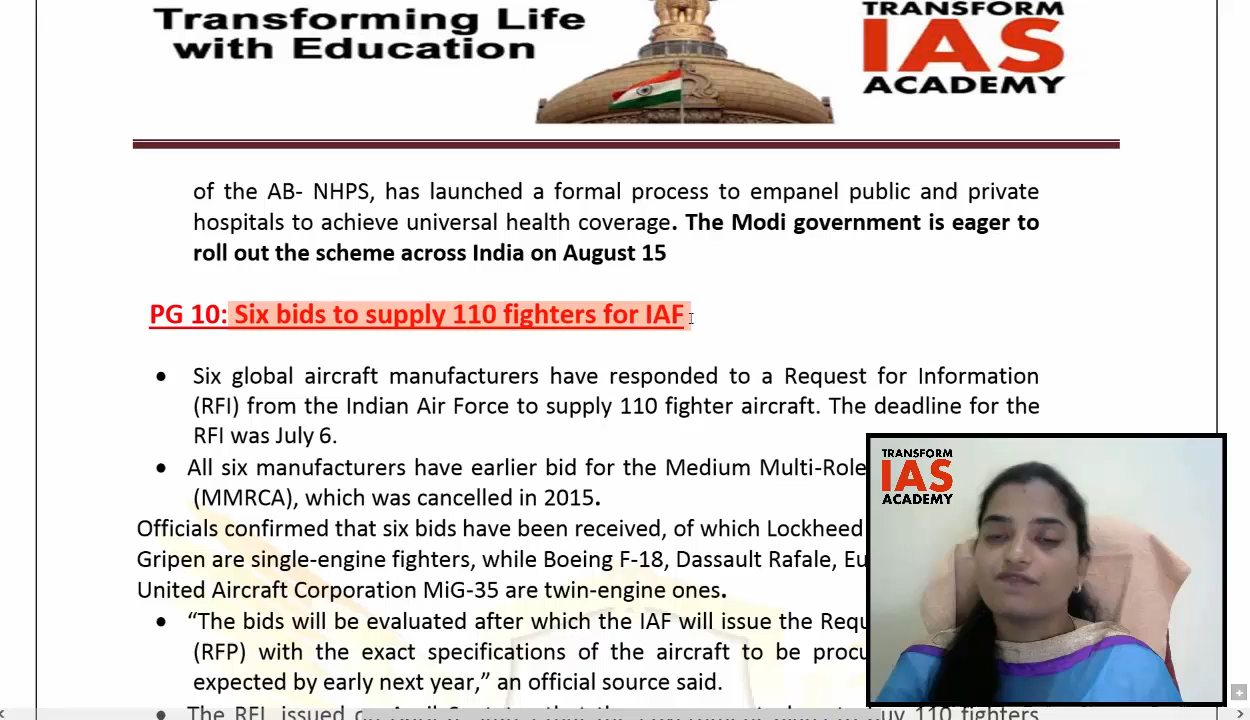 Transforming Life
with Education
TRANSFORM
IAS
ACADEMY
of the AB- NHPS, has launched a formal process to empanel public and private
hospitals to achieve universal health coverage. The Modi government is eager to
roll out the scheme across India on August 15
PG 10: Six bids to supply 110 fighters for IAF
• Six global aircraft manufacturers have responded to a Request for Information
(RFI) from the Indian Air Force to supply 110 fighter aircraft. The deadline for the
RFI was July 6.
• All six manufacturers have earlier bid for the Medium Multi-Role
(MMRCA), which was cancelled in 2015.
Officials confirmed that six bids have been received, of which Lockheed
Gripen are single-engine fighters, while Boeing F-18, Dassault Rafale,
United Aircraft Corporation MiG-35 are twin-engine ones.
• “The bids will be evaluated after which the IAF will issue the
(RFP) with the exact specifications of the aircraft to be
expected by early next year,” an official source said.
TRANSFORM
IAS
ACADEMY